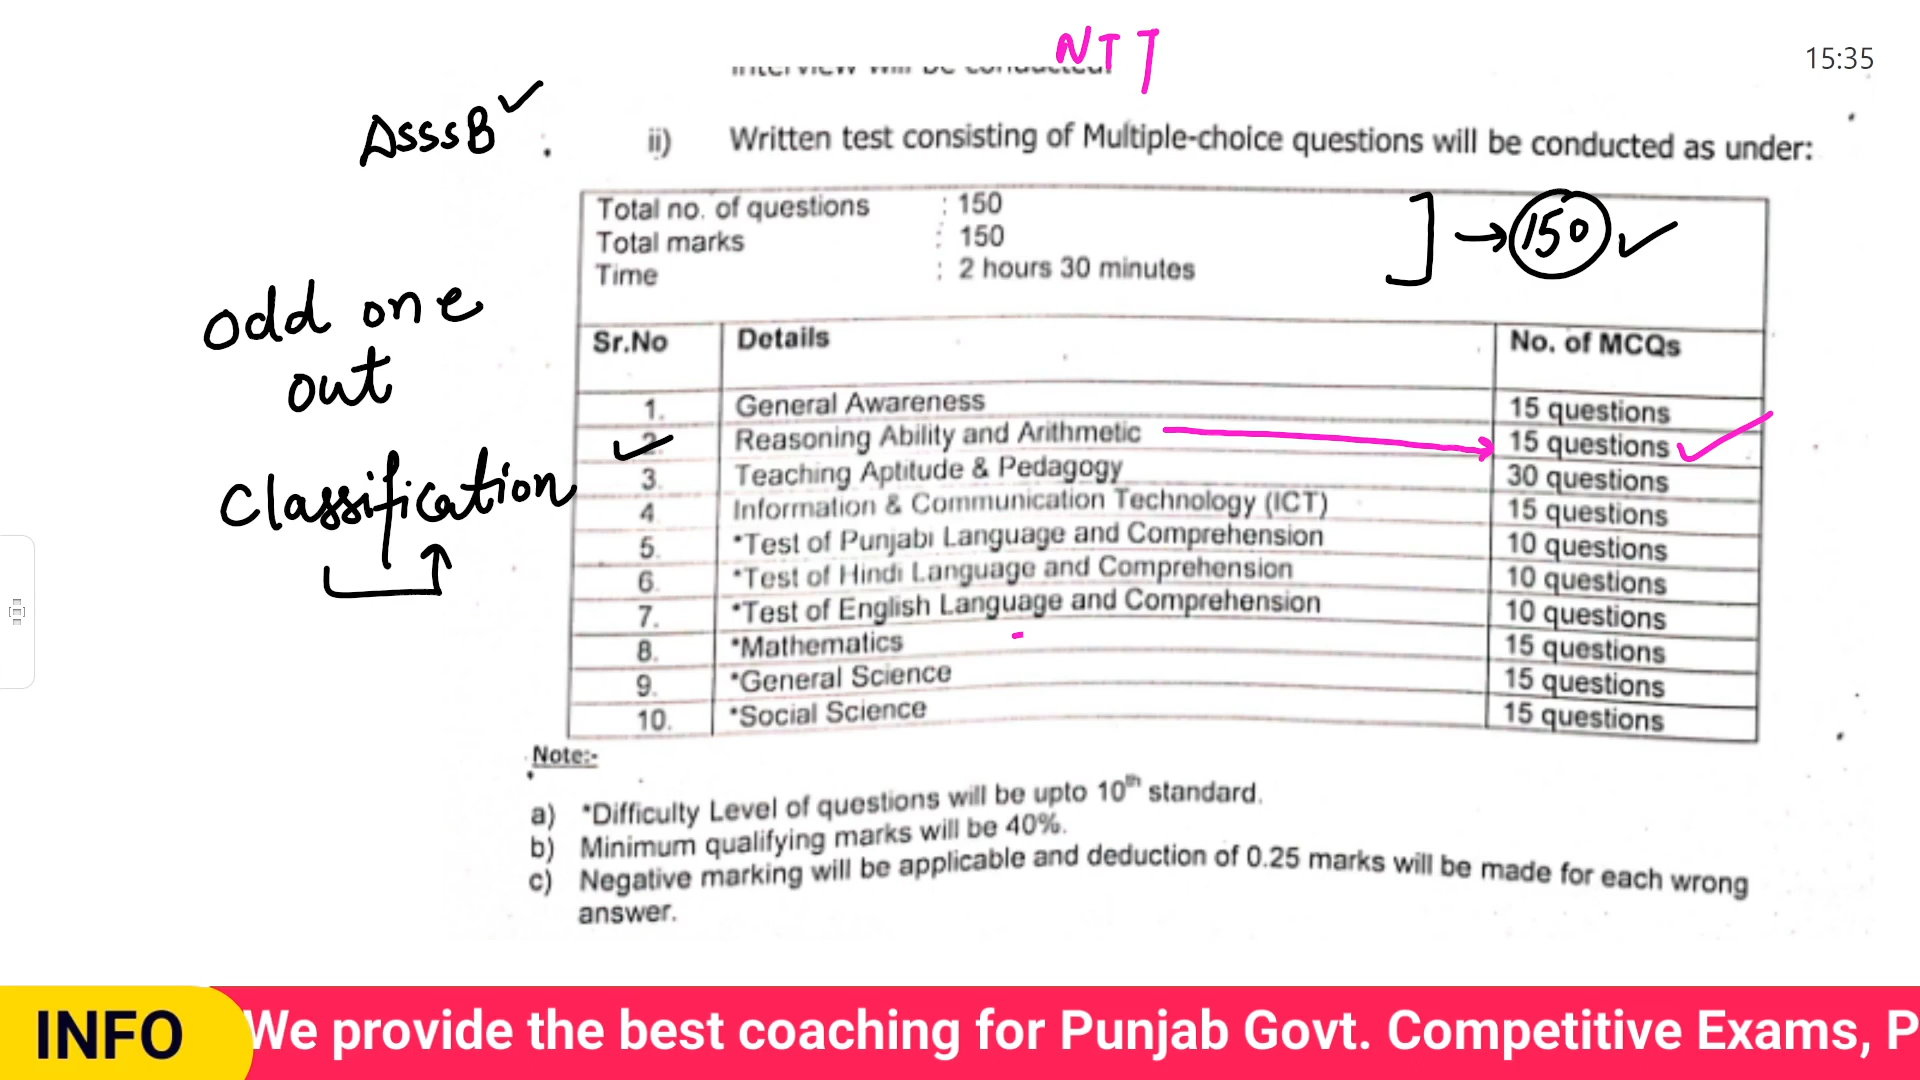 NTT
15:35
Interview will be conducted.
ASSSB
ii) Written test consisting of Multiple-choice questions will be conducted as under:
Total no. of questions : 150
Total marks : 150
Time : 2 hours 30 minutes
150
odd one
out
Classification
Sr.No Details No. of MCQs
1. General Awareness 15 questions
2. Reasoning Ability and Arithmetic 15 questions
3. Teaching Aptitude & Pedagogy 30 questions
4. Information & Communication Technology (ICT) 15 questions
5. *Test of Punjabi Language and Comprehension 10 questions
6. *Test of Hindi Language and Comprehension 10 questions
7. *Test of English Language and Comprehension 10 questions
8. *Mathematics 15 questions
9. *General Science 15 questions
10. *Social Science 15 questions
Note:-
a) *Difficulty Level of questions will be upto 10th standard.
b) Minimum qualifying marks will be 40%.
c) Negative marking will be applicable and deduction of 0.25 marks will be made for each wrong
answer.
INFO We provide the best coaching for Punjab Govt. Competitive Exams, P